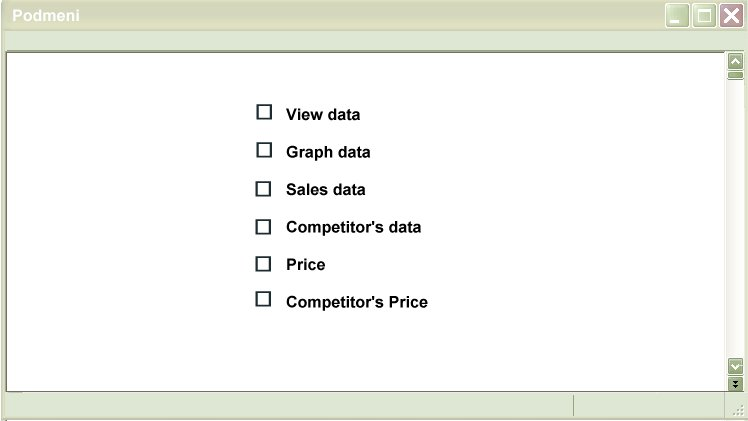 Podmeni
View data
Graph data
Sales data
Competitor's data
Price
Competitor's Price